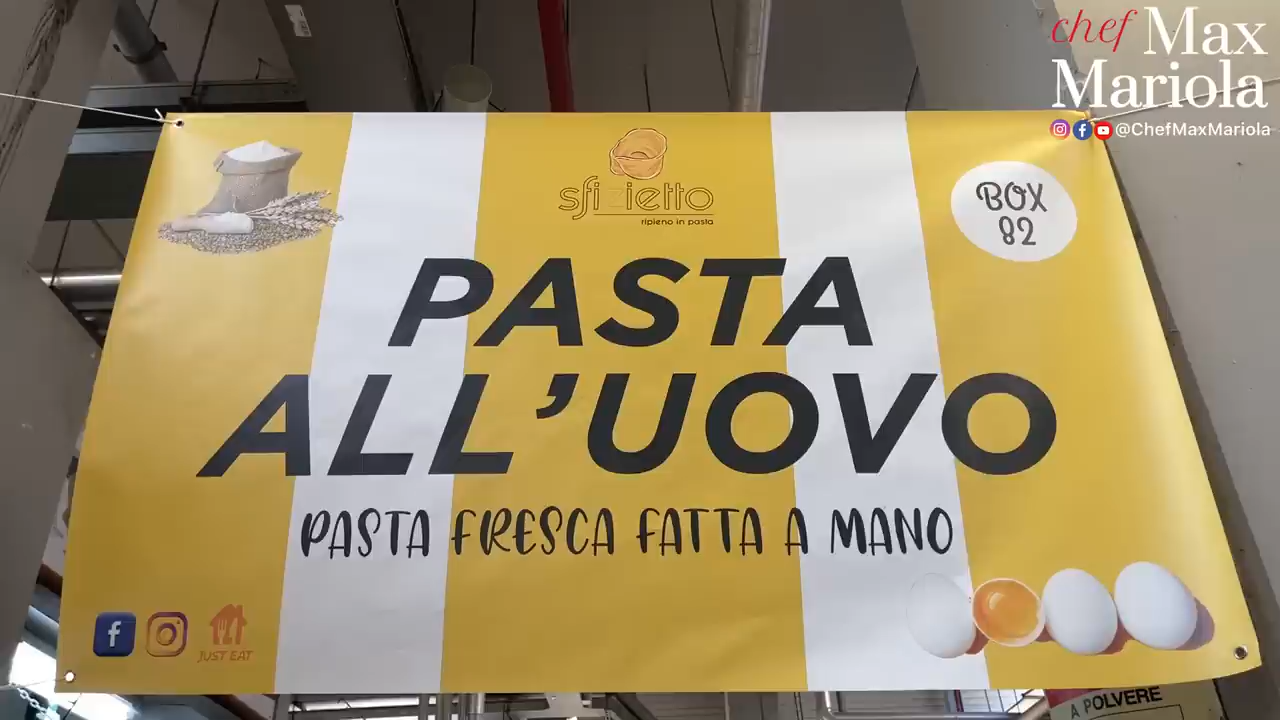 chef Max
Mariola
@ChefMaxMariola
sfizietto
ripieno in pasta
BOX
82
PASTA
ALL'UOVO
PASTA FRESCA FATTA A MANO
JUST EAT
A POLVERE